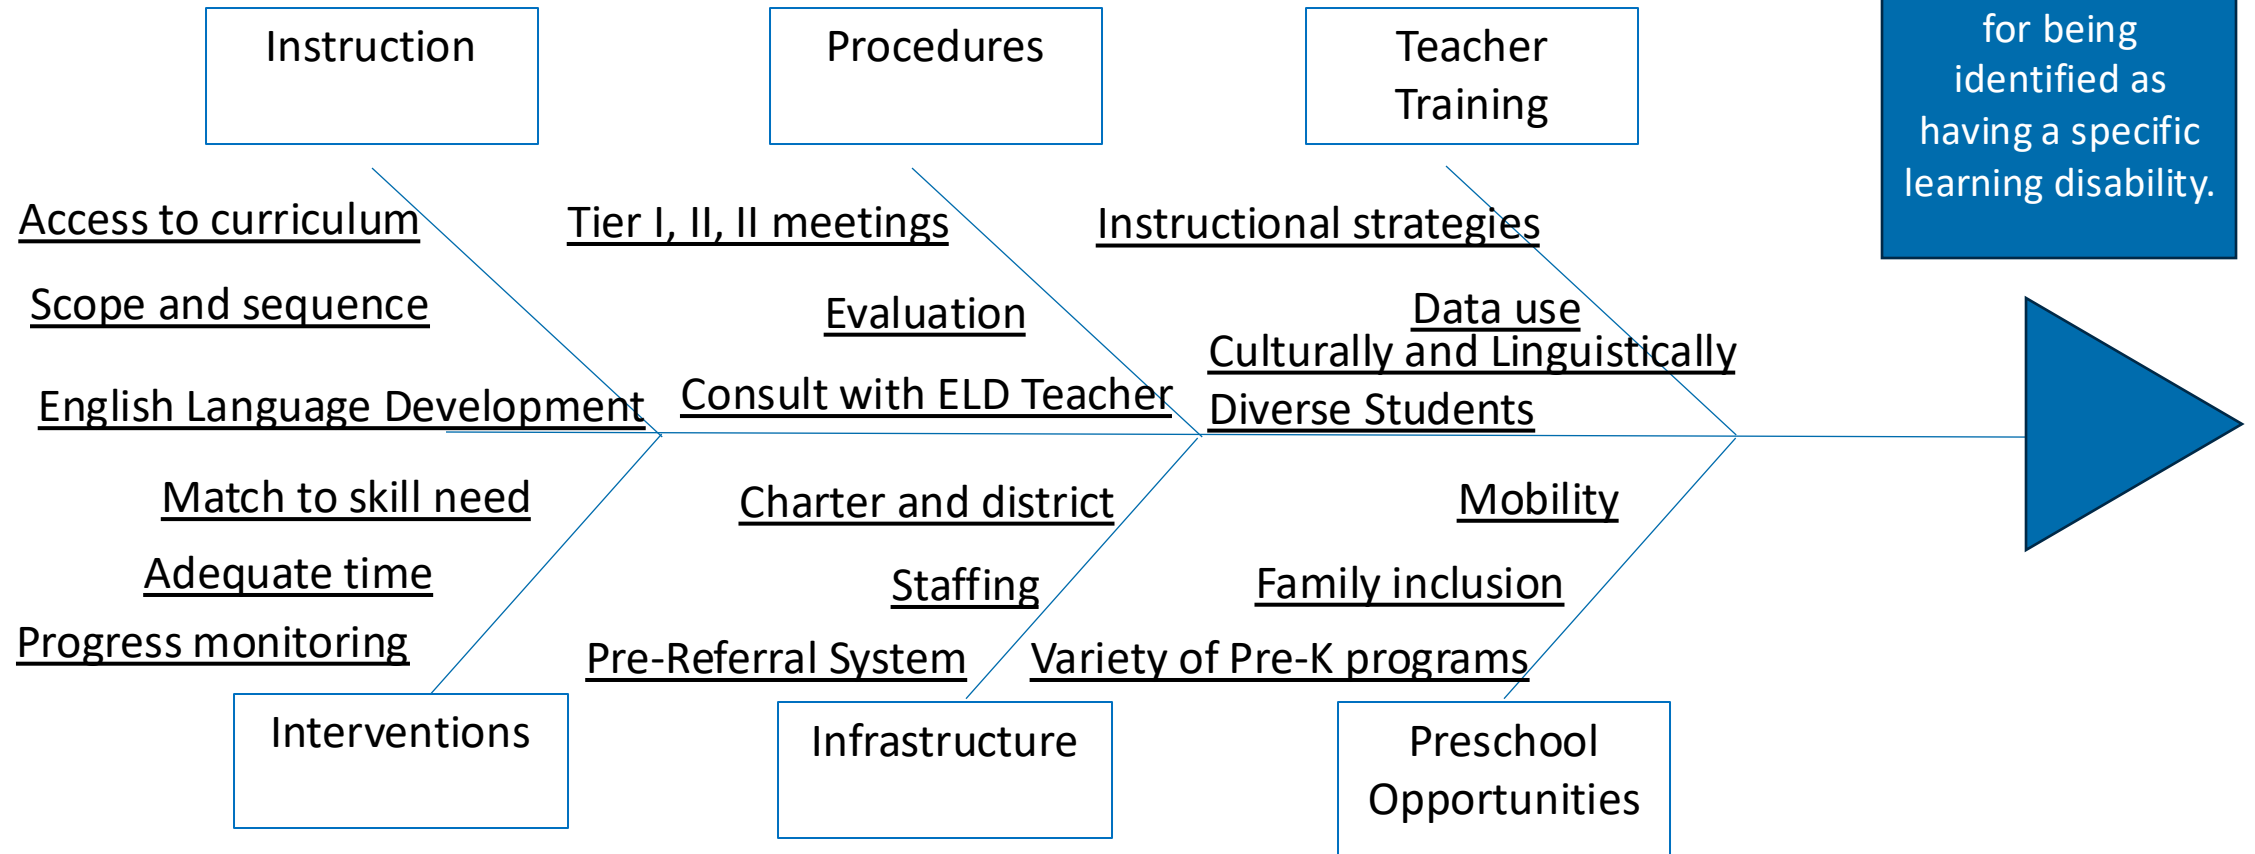 Instruction
Procedures
Teacher
Training
for being
identified as
having a specific
learning disability.
Access to curriculum
Tier I, II, II meetings
Instructional strategies
Scope and sequence
Evaluation
Data use
English Language Development
Consult with ELD Teacher
Culturally and Linguistically
Diverse Students
Match to skill need
Charter and district
Mobility
Adequate time
Staffing
Family inclusion
Progress monitoring
Pre-Referral System
Variety of Pre-K programs
Interventions
Infrastructure
Preschool
Opportunities